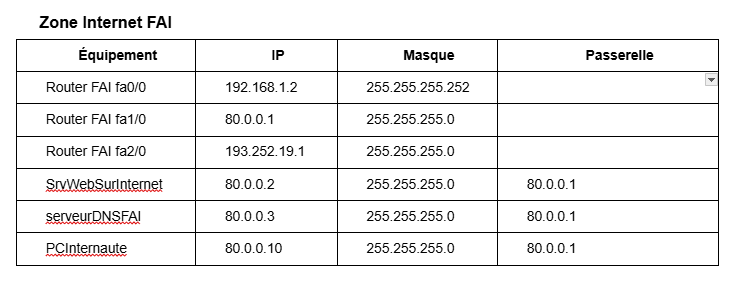 Zone Internet FAI
Équipement IP Masque Passerelle
Router FAI fa0/0 192.168.1.2 255.255.255.252
Router FAI fa1/0 80.0.0.1 255.255.255.0
Router FAI fa2/0 193.252.19.1 255.255.255.0
SrvWebSurInternet 80.0.0.2 255.255.255.0 80.0.0.1
serveurDNSFAI 80.0.0.3 255.255.255.0 80.0.0.1
PCInternaute 80.0.0.10 255.255.255.0 80.0.0.1